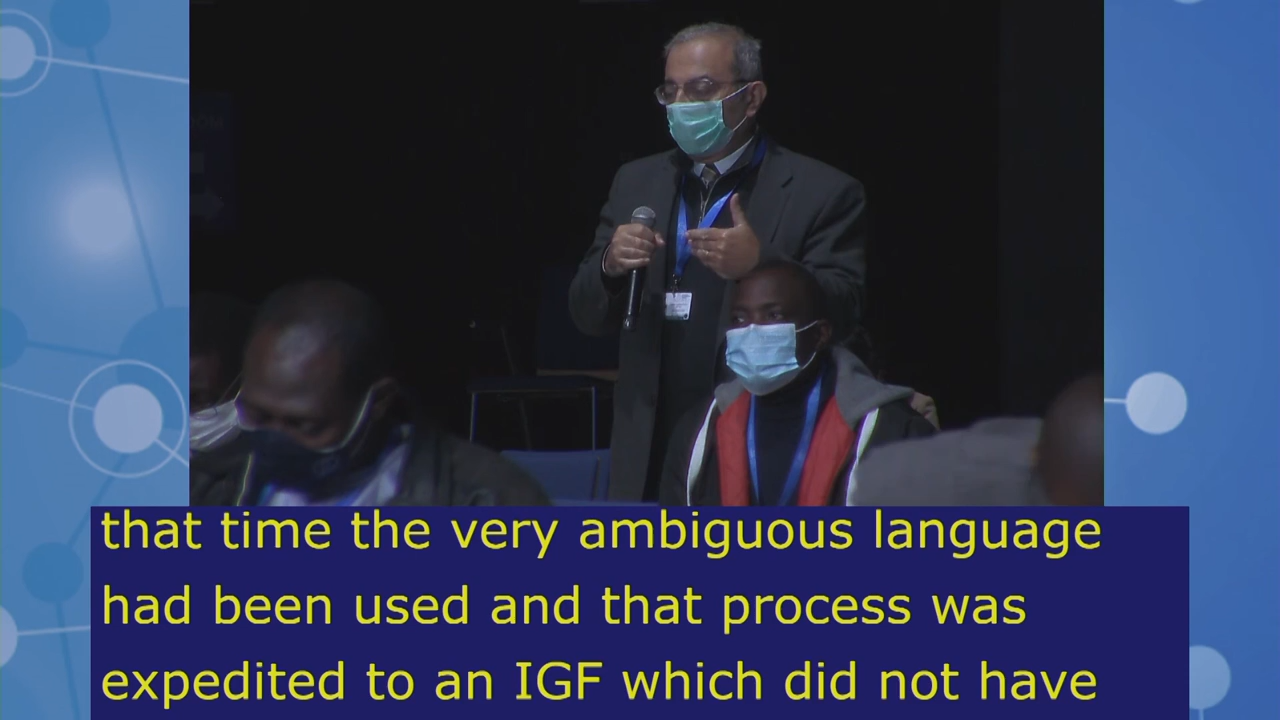 that time the very ambiguous language
had been used and that process was
expedited to an IGF which did not have